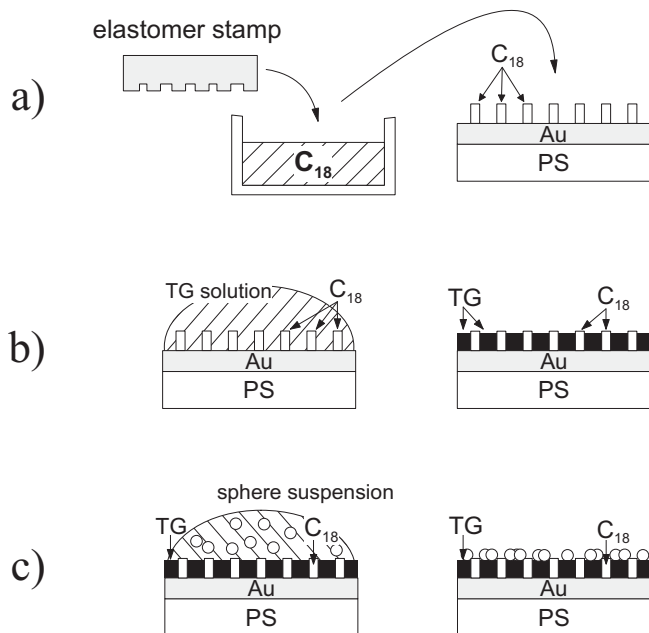 elastomer stamp
a)
C18
C18
Au
PS
b)
TG solution
C18
Au
PS
TG
C18
Au
PS
c)
sphere suspension
TG
C18
Au
PS
TG
C18
Au
PS